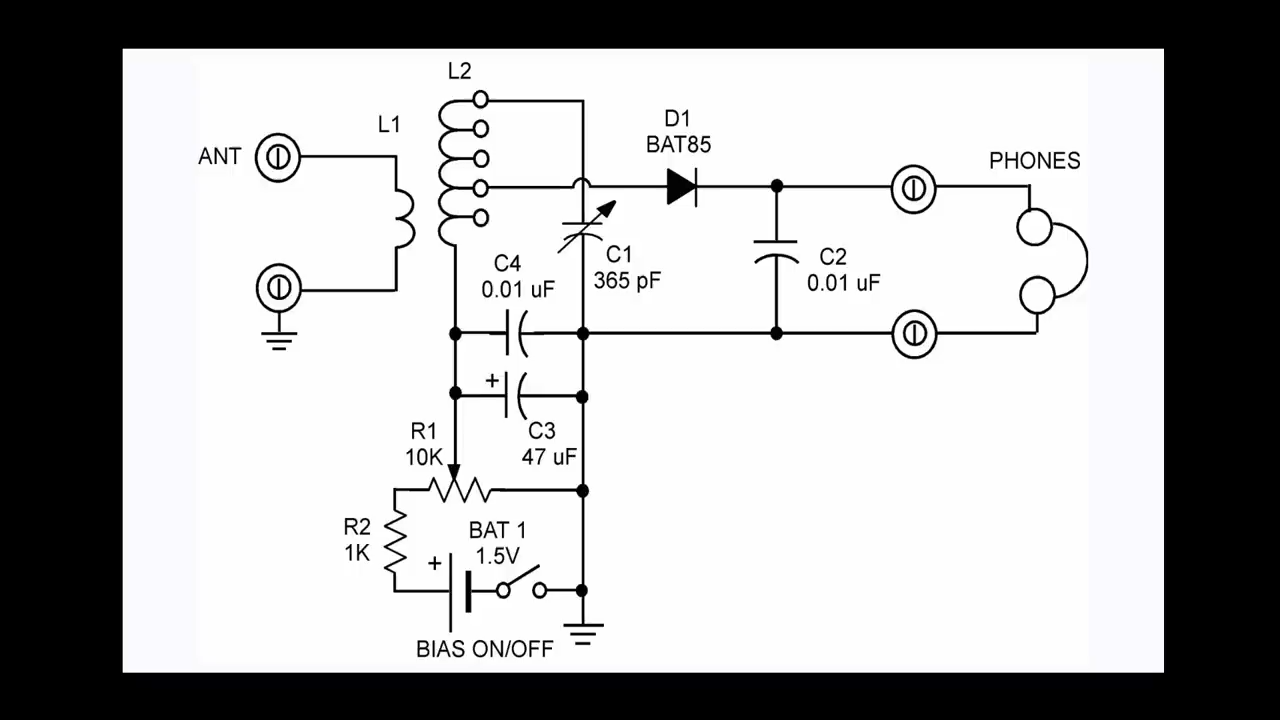 L2
L1
D1
BAT85
ANT
PHONES
C1
365 pF
C2
0.01 uF
C4
0.01 uF
+
C3
47 uF
R1
10K
R2
1K
BAT 1
1.5V
+
BIAS ON/OFF